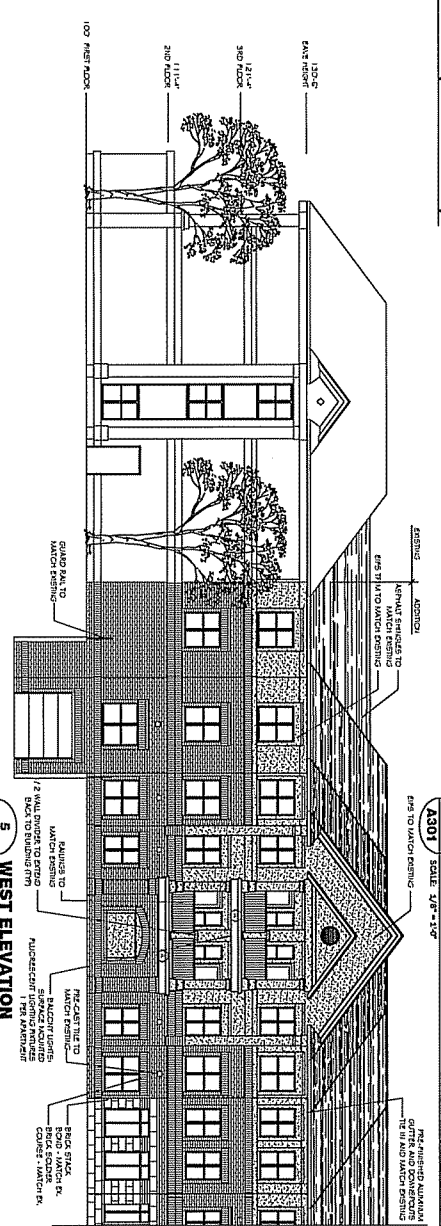 A301 SCALE: 1/8" = 1'-0"
130'-6"
EAVE HEIGHT
121'-4"
3RD FLOOR
111'-4"
2ND FLOOR
100' FIRST FLOOR
EXISTING
ADDITION
ASPHALT SHINGLES TO
MATCH EXISTING
EIFS TRIM TO MATCH EXISTING
EIFS TO MATCH EXISTING
PRE-FINISHED ALUMINUM
GUTTER AND DOWNSPOUTS
TIE IN AND MATCH EXISTING
GUARD RAIL TO
MATCH EXISTING
/ 2 WALL DIVIDER TO EXTEND
BACK TO BUILDING (TYP)
RAILINGS TO
MATCH EXISTING
PRE-CAST TILE TO
MATCH EXISTING
BALCONY LIGHTS-
SURFACE MOUNTED
FLUORESCENT LIGHTING FIXTURES
1 PER APARTMENT
BRICK STACK
BOND - MATCH EX.
BRICK SOLDIER
COURSE - MATCH EX.
5 WEST ELEVATION